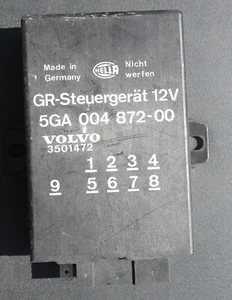 Made in
Germany
HELLA
Nicht
werfen
GR-Steuergerät 12V
5GA 004 872-00
VOLVO
3501472
1 2 3 4
9 5 6 7 8